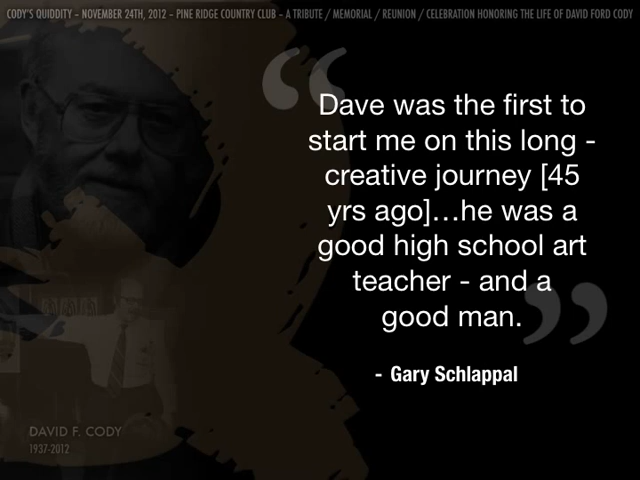 CODY'S QUIDDITY - NOVEMBER 24TH, 2012 - PINE RIDGE COUNTRY CLUB - A TRIBUTE / MEMORIAL / REUNION / CELEBRATION HONORING THE LIFE OF DAVID FORD CODY
“
Dave was the first to
start me on this long -
creative journey [45
yrs ago]…he was a
good high school art
teacher - and a
good man.
”
- Gary Schlappal
DAVID F. CODY
1937-2012